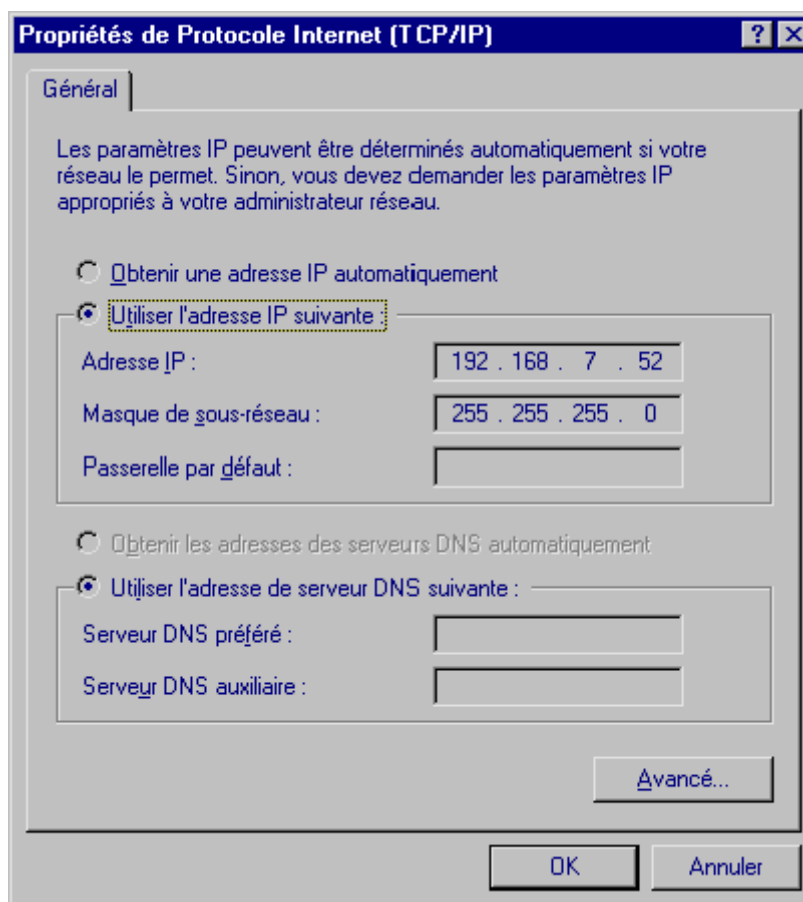 Propriétés de Protocole Internet (TCP/IP)
Général
Les paramètres IP peuvent être déterminés automatiquement si votre
réseau le permet. Sinon, vous devez demander les paramètres IP
appropriés à votre administrateur réseau.
Obtenir une adresse IP automatiquement
Utiliser l'adresse IP suivante :
Adresse IP : 192 . 168 . 7 . 52
Masque de sous-réseau : 255 . 255 . 255 . 0
Passerelle par défaut :
Obtenir les adresses des serveurs DNS automatiquement
Utiliser l'adresse de serveur DNS suivante :
Serveur DNS préféré :
Serveur DNS auxiliaire :
Avancé...
OK Annuler